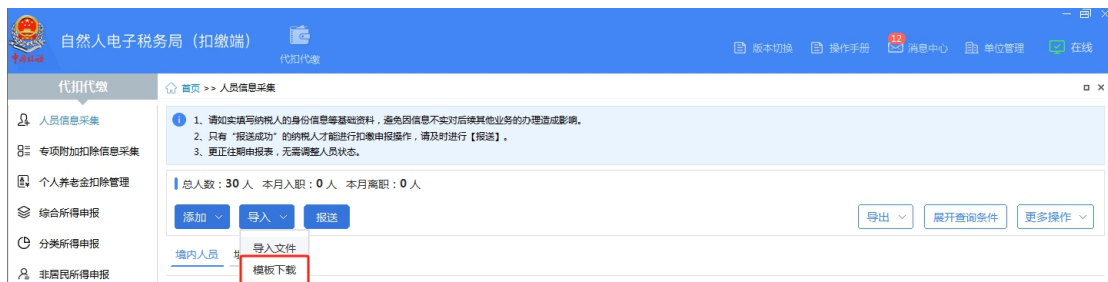 自然人电子税务局（扣缴端）
代扣代缴
版本切换 操作手册 12 消息中心 单位管理 在线
代扣代缴
首页 >> 人员信息采集
人员信息采集
专项附加扣除信息采集
个人养老金扣除管理
综合所得申报
分类所得申报
非居民所得申报
1、请如实填写纳税人的身份信息等基础资料，避免因信息不实对后续其他业务的办理造成影响。
2、只有“报送成功”的纳税人才能进行扣缴申报操作，请及时进行【报送】。
3、更正往期申报表，无需调整人员状态。
总人数：30 人 本月入职：0 人 本月离职：0 人
添加 导入 报送 导出 展开查询条件 更多操作
导入文件
境内人员
模板下载